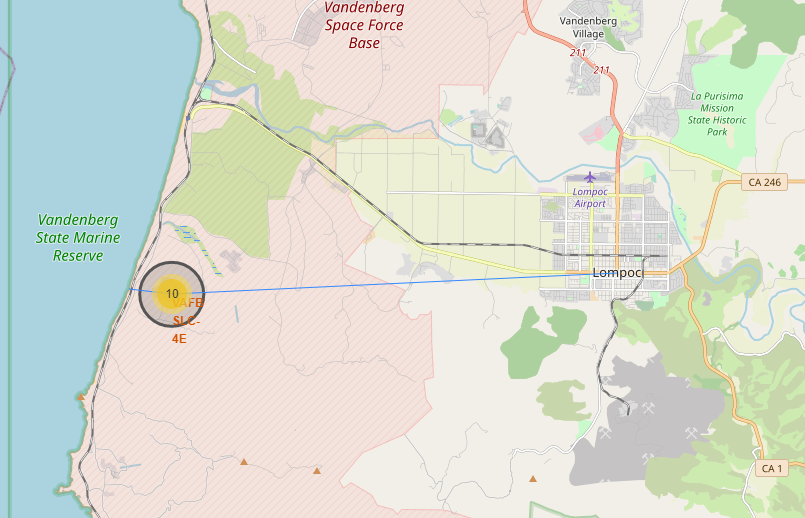 Vandenberg
Space Force
Base
Vandenberg
Village
211
211
La Purisima
Mission
State Historic
Park
CA 246
Lompoc
Airport
Vandenberg
State Marine
Reserve
Lompoc
10
AFB
SLC-
4E
CA 1